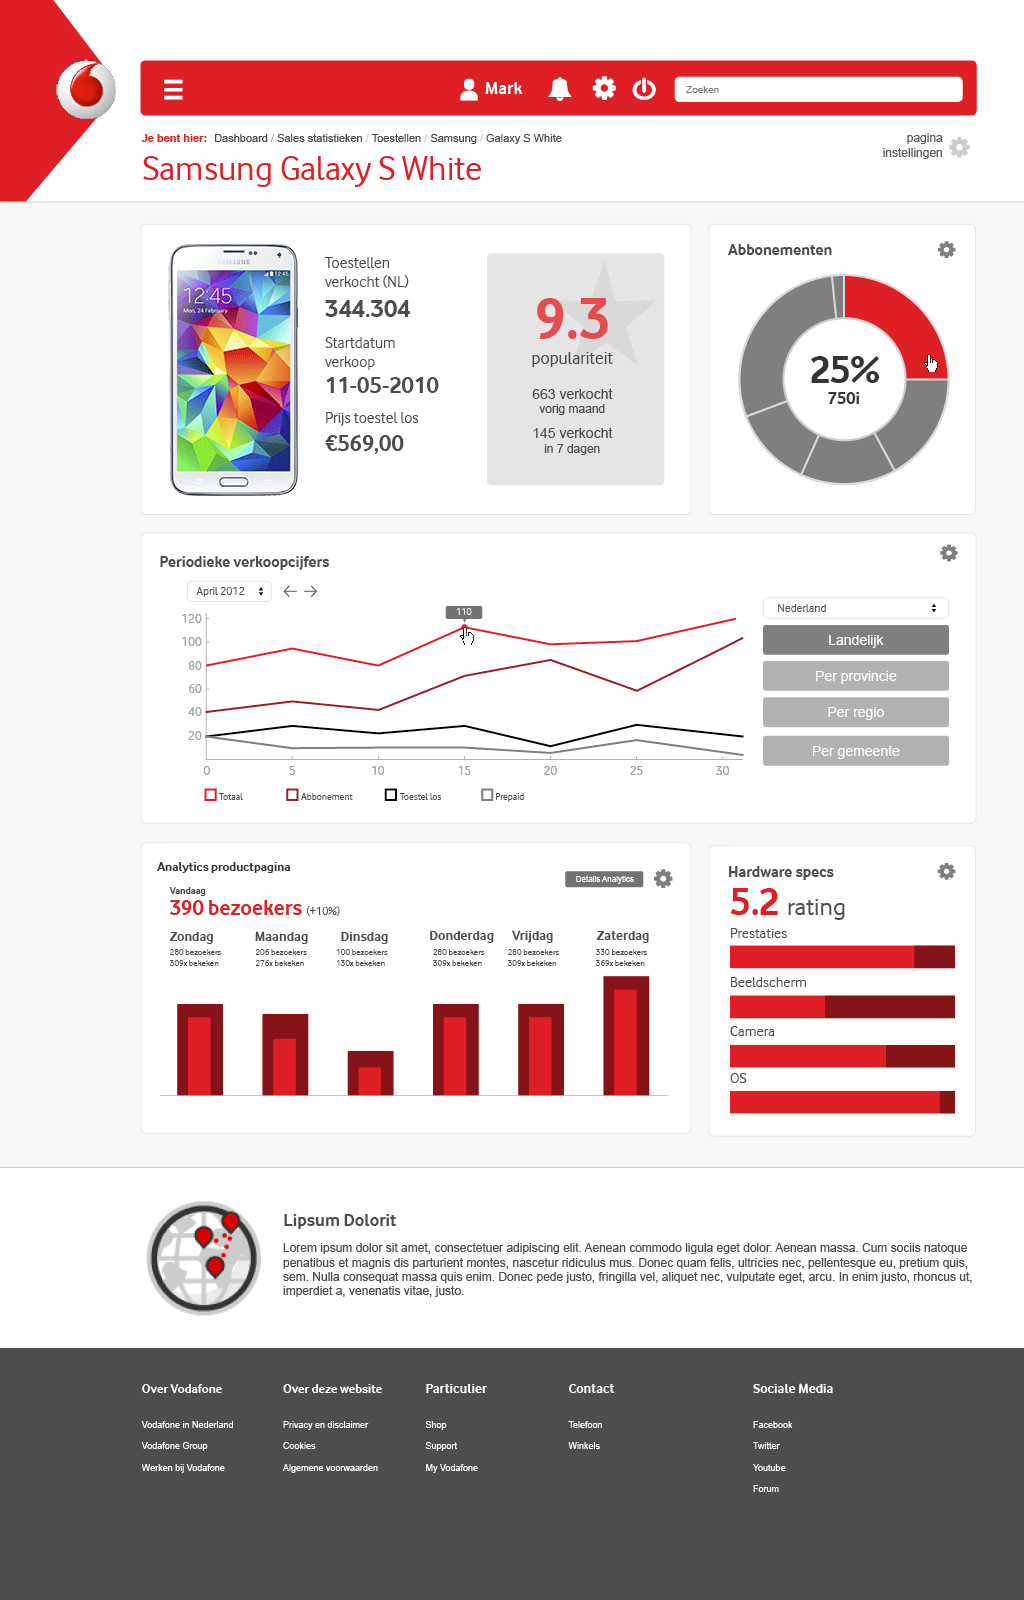 Mark
Zoeken
Je bent hier: Dashboard / Sales statistieken / Toestellen / Samsung / Galaxy S White
pagina
instellingen
Samsung Galaxy S White
SAMSUNG
12:45
12:45
Mon, 24 February
Toestellen
verkocht (NL)
344.304
Startdatum
verkoop
11-05-2010
Prijs toestel los
€569,00
9.3
populariteit
663 verkocht
vorig maand
145 verkocht
in 7 dagen
Abbonementen
25%
750i
Periodieke verkoopcijfers
April 2012
110
120
100
80
60
40
20
0 5 10 15 20 25 30
Totaal Abbonement Toestel los Prepaid
Nederland
Landelijk
Per provincie
Per regio
Per gemeente
Analytics productpagina
Details Analytics
Vandaag
390 bezoekers (+10%)
Zondag Maandag Dinsdag Donderdag Vrijdag Zaterdag
280 bezoekers 206 bezoekers 100 bezoekers 280 bezoekers 280 bezoekers 330 bezoekers
309x bekeken 276x bekeken 130x bekeken 309x bekeken 309x bekeken 369x bekeken
Hardware specs
5.2 rating
Prestaties
Beeldscherm
Camera
OS
Lipsum Dolorit
Lorem ipsum dolor sit amet, consectetuer adipiscing elit. Aenean commodo ligula eget dolor. Aenean massa. Cum sociis natoque
penatibus et magnis dis parturient montes, nascetur ridiculus mus. Donec quam felis, ultricies nec, pellentesque eu, pretium quis,
sem. Nulla consequat massa quis enim. Donec pede justo, fringilla vel, aliquet nec, vulputate eget, arcu. In enim justo, rhoncus ut,
imperdiet a, venenatis vitae, justo.
Over Vodafone
Vodafone in Nederland
Vodafone Group
Werken bij Vodafone
Over deze website
Privacy en disclaimer
Cookies
Algemene voorwaarden
Particulier
Shop
Support
My Vodafone
Contact
Telefoon
Winkels
Sociale Media
Facebook
Twitter
Youtube
Forum